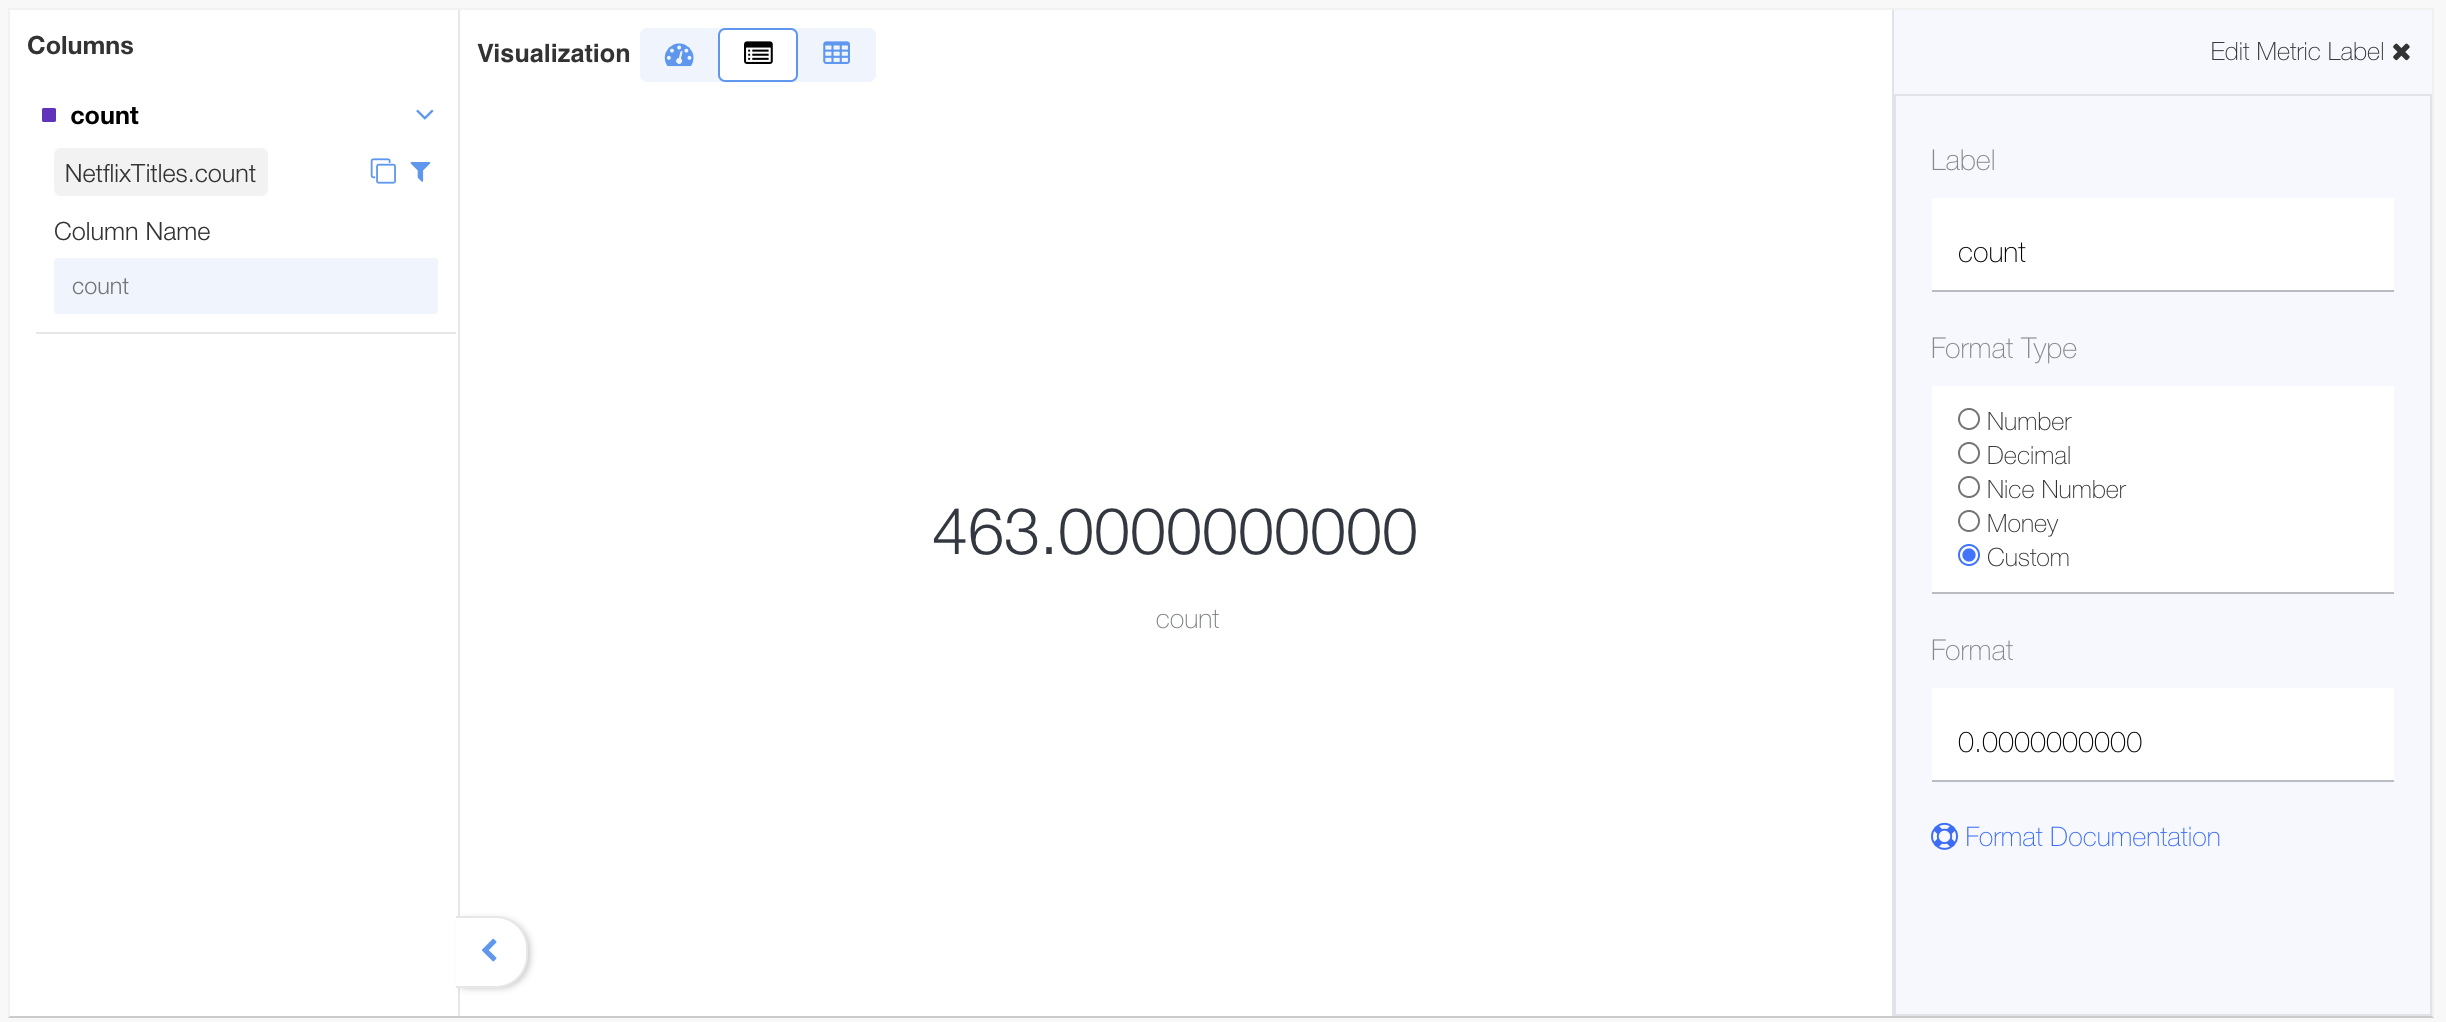 Columns
count
NetflixTitles.count
Column Name
count
Visualization
463.0000000000
count
Edit Metric Label
Label
count
Format Type
Number
Decimal
Nice Number
Money
Custom
Format
0.0000000000
Format Documentation